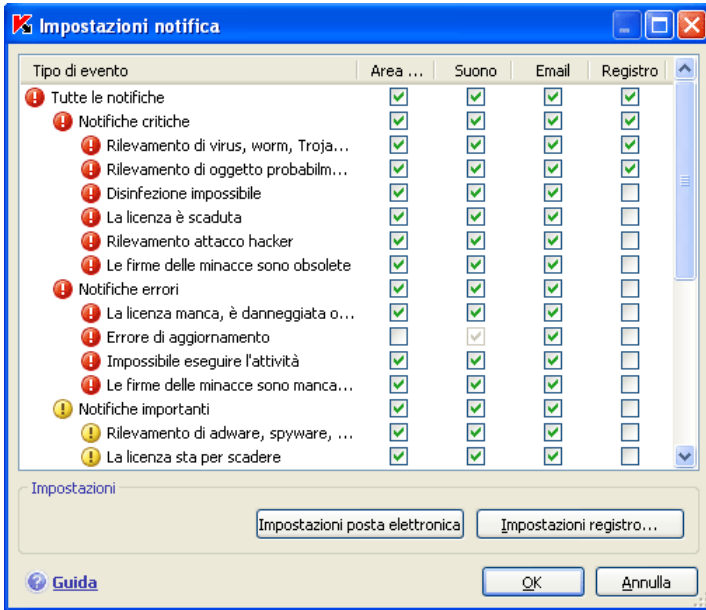 Impostazioni notifica
Tipo di evento Area ... Suono Email Registro
Tutte le notifiche
Notifiche critiche
Rilevamento di virus, worm, Troja...
Rilevamento di oggetto probabilm...
Disinfezione impossibile
La licenza è scaduta
Rilevamento attacco hacker
Le firme delle minacce sono obsolete
Notifiche errori
La licenza manca, è danneggiata o...
Errore di aggiornamento
Impossibile eseguire l'attività
Le firme delle minacce sono manca...
Notifiche importanti
Rilevamento di adware, spyware, ...
La licenza sta per scadere
Impostazioni
Impostazioni posta elettronica Impostazioni registro...
Guida OK Annulla